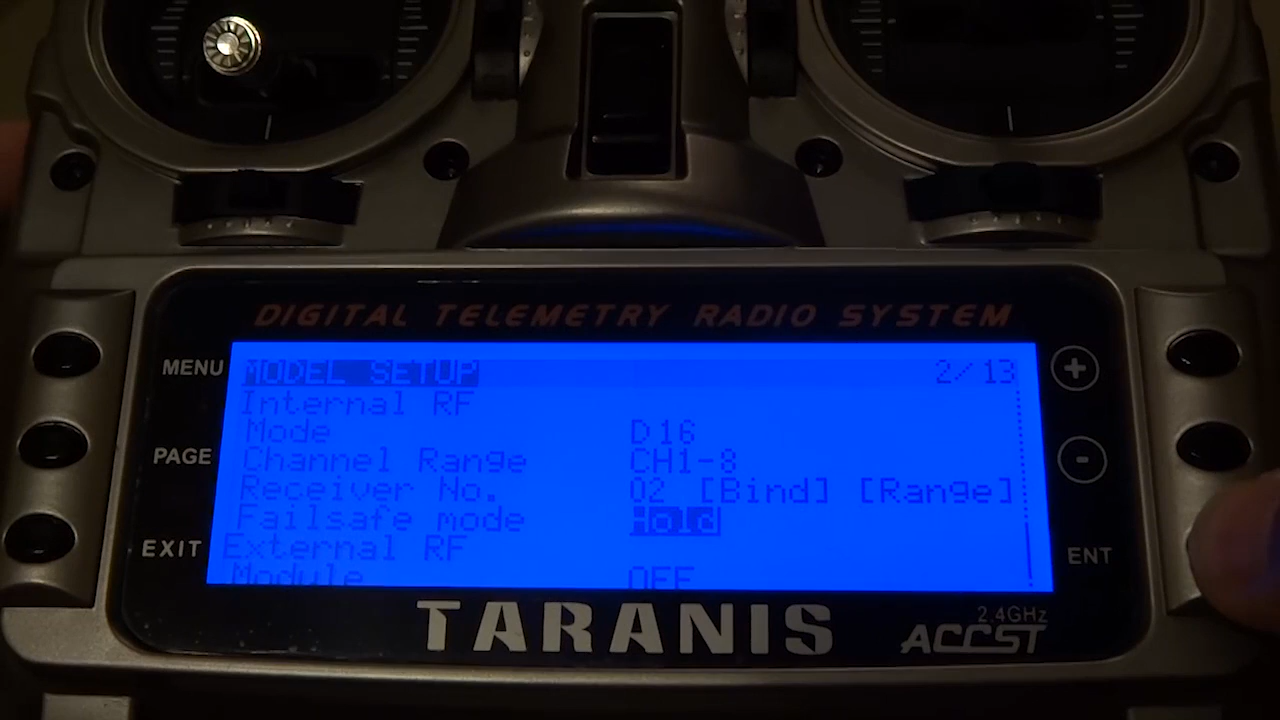 DIGITAL TELEMETRY RADIO SYSTEM
MENU
MODEL SETUP 2/13
Internal RF
Mode D16
Channel Range CH1-8
PAGE
Receiver No. 02 [Bind] [Range]
Failsafe mode Hold
EXIT
External RF
ENT
Module OFF
TARANIS
2.4GHz
ACCST